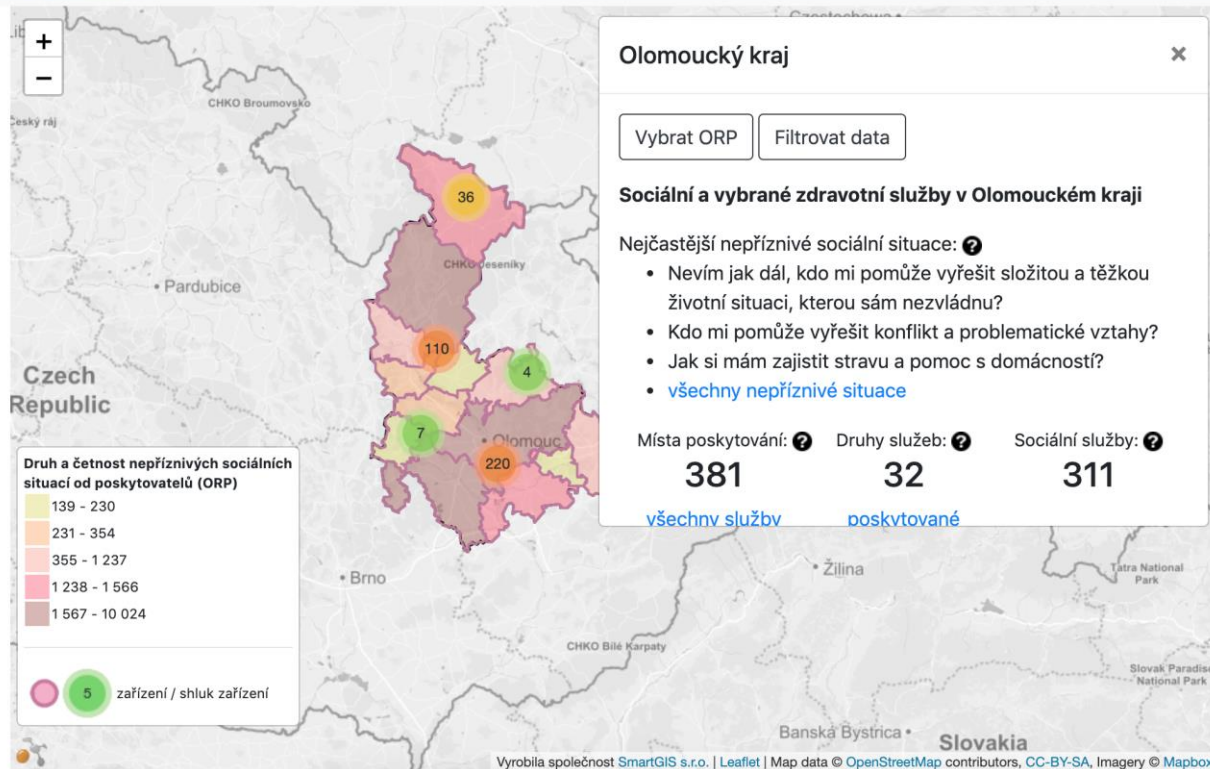 +
−
Olomoucký kraj
×
Vybrat ORP
Filtrovat data
Sociální a vybrané zdravotní služby v Olomouckém kraji
Nejčastější nepříznivé sociální situace: ?
• Nevím jak dál, kdo mi pomůže vyřešit složitou a těžkou
životní situaci, kterou sám nezvládnu?
• Kdo mi pomůže vyřešit konflikt a problematické vztahy?
• Jak si mám zajistit stravu a pomoc s domácností?
• všechny nepříznivé situace
Místa poskytování: ?
381
všechny služby
Druhy služeb: ?
32
poskytované
Sociální služby: ?
311
CHKO Broumovsko
Český ráj
36
CHKO Jeseníky
• Pardubice
110
4
Czech
Republic
7
• Olomouc
220
Druh a četnost nepříznivých sociálních
situací od poskytovatelů (ORP)
139 - 230
231 - 354
355 - 1 237
1 238 - 1 566
1 567 - 10 024
5 zařízení / shluk zařízení
• Brno
• Žilina
Tatra National
Park
CHKO Bílé Karpaty
Slovak Paradise
National Park
Banská Bystrica •
Slovakia
Vyrobila společnost SmartGIS s.r.o. | Leaflet | Map data © OpenStreetMap contributors, CC-BY-SA, Imagery © Mapbox